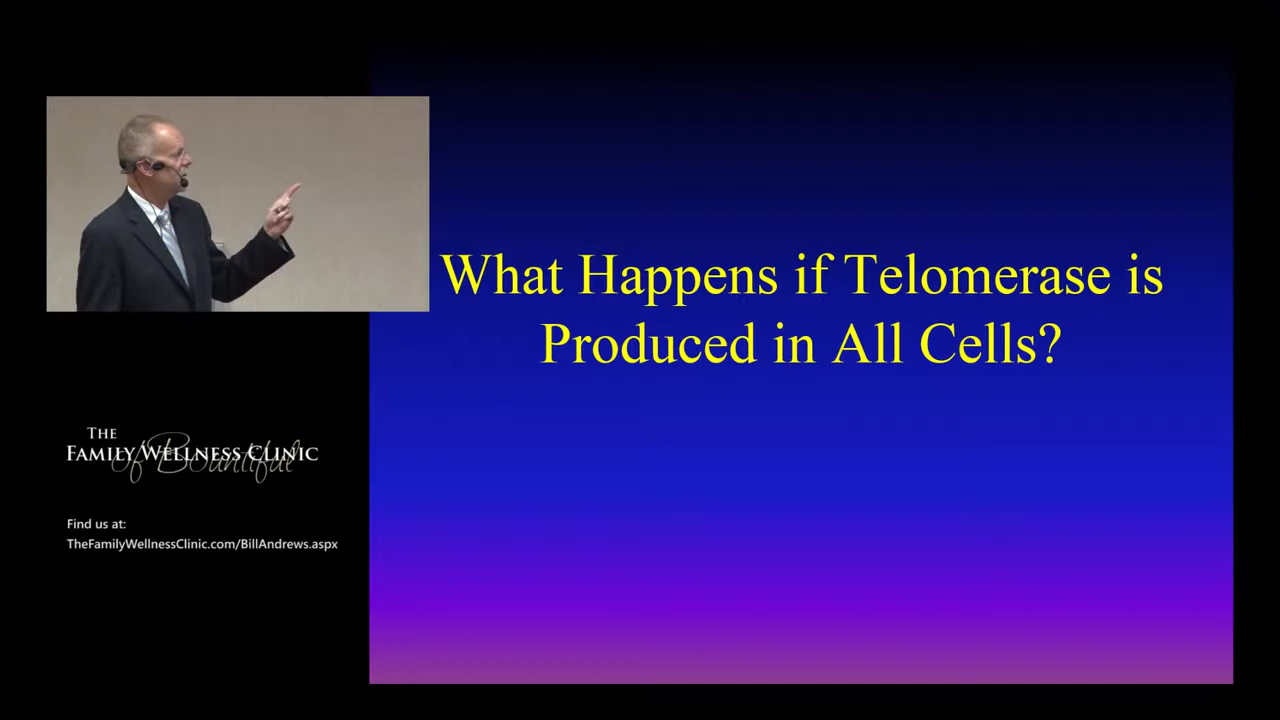 What Happens if Telomerase is
Produced in All Cells?
THE
FAMILY WELLNESS CLINIC
of Bountiful
Find us at:
TheFamilyWellnessClinic.com/BillAndrews.aspx